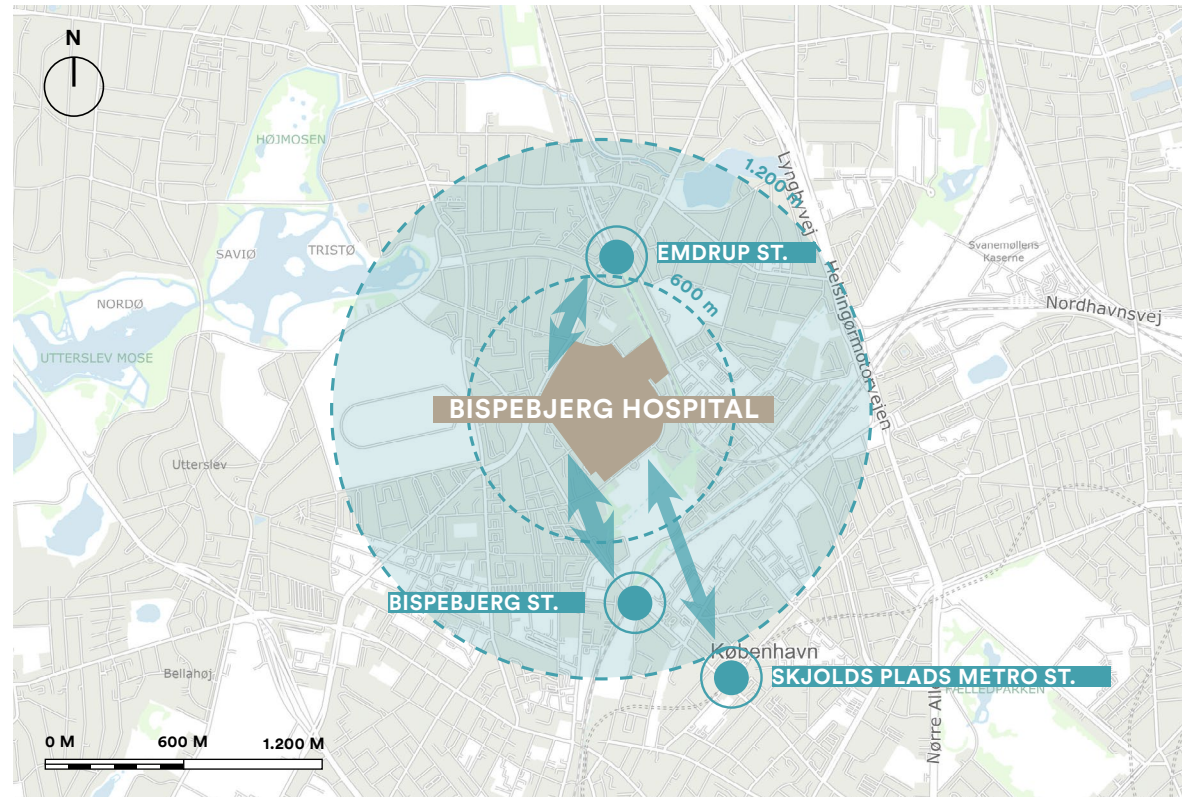 N
HØJMOSEN
Lyngbyvej
1.200 m
SAVIØ
TRISTØ
EMDRUP ST.
Svanemøllens
Kaserne
600 m
NORDØ
Nordhavnsvej
Helsingørmotorvejen
UTTERSLEV MOSE
BISPEBJERG HOSPITAL
Utterslev
BISPEBJERG ST.
København
Bellahøj
SKJOLDS PLADS METRO ST.
FÆLLEDPARKEN
Nørre Allé
0 M
600 M
1.200 M